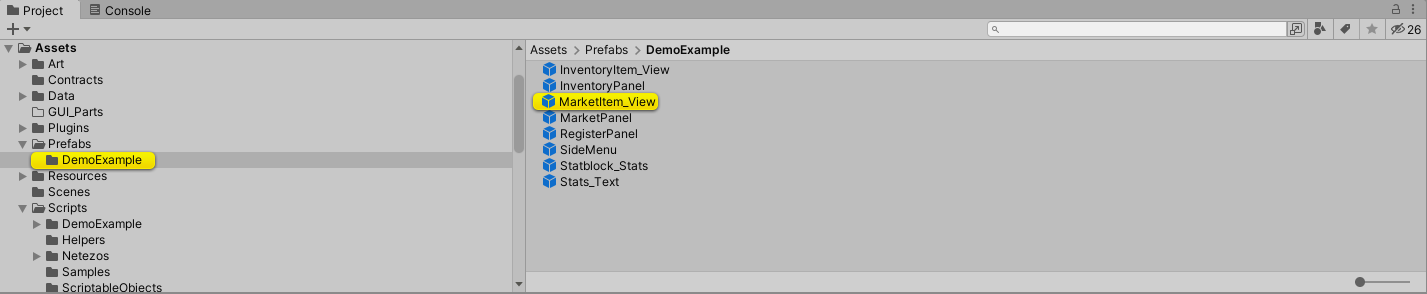 Project
Console
26
Assets
Art
Contracts
Data
GUI_Parts
Plugins
Prefabs
DemoExample
Resources
Scenes
Scripts
DemoExample
Helpers
Netezos
Samples
ScriptableObjects
Assets > Prefabs > DemoExample
InventoryItem_View
InventoryPanel
MarketItem_View
MarketPanel
RegisterPanel
SideMenu
Statblock_Stats
Stats_Text